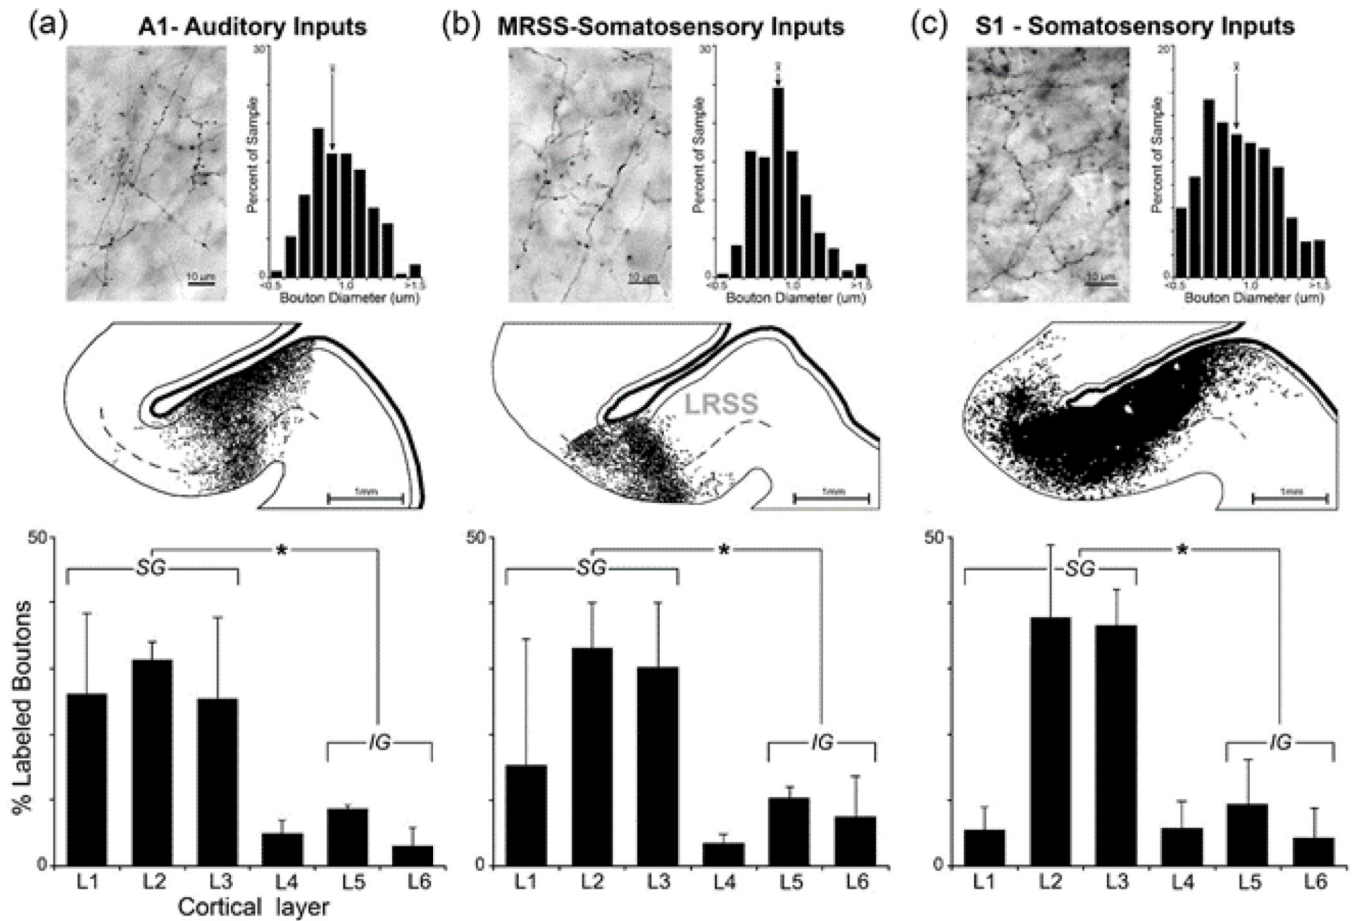 (a) A1- Auditory Inputs
30
Percent of Sample
x̄
0
<0.5 1.0 >1.5
Bouton Diameter (um)
10 µm
1mm
(b) MRSS-Somatosensory Inputs
30
Percent of Sample
x̄
0
<0.5 1.0 >1.5
Bouton Diameter (um)
10 µm
LRSS
1mm
(c) S1 - Somatosensory Inputs
20
Percent of Sample
x̄
0
<0.5 1.0 >1.5
Bouton Diameter (um)
10 µm
1mm
50
% Labeled Boutons
0
SG
*
IG
L1 L2 L3 L4 L5 L6
Cortical layer
50
0
SG
*
IG
L1 L2 L3 L4 L5 L6
50
0
SG
*
IG
L1 L2 L3 L4 L5 L6